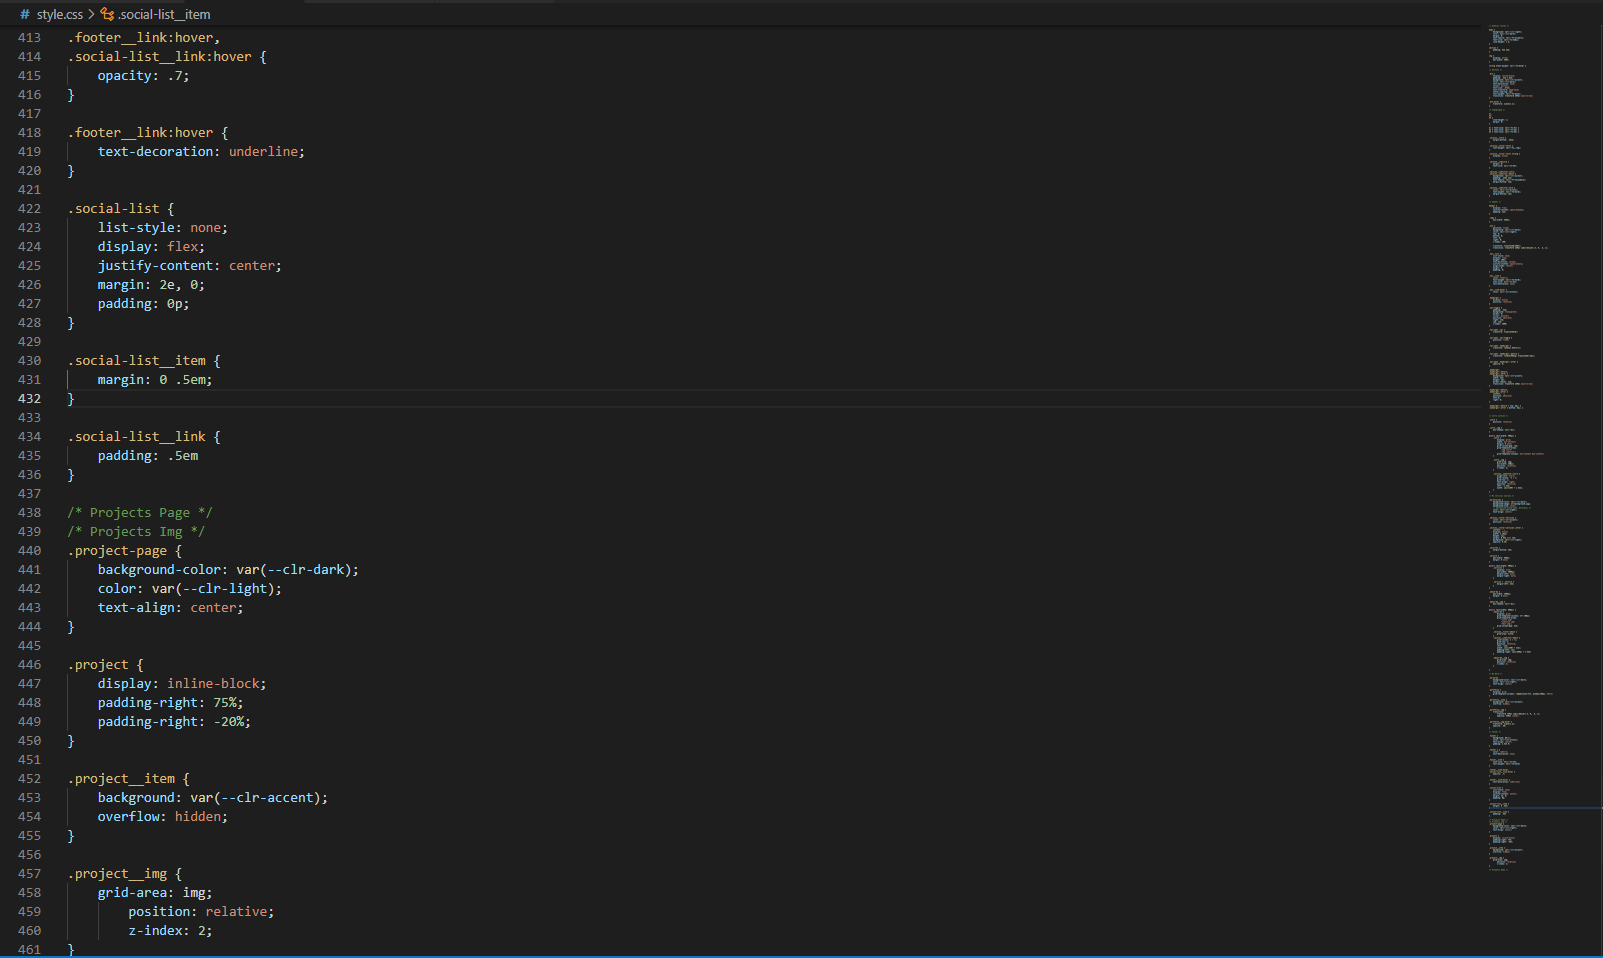 # style.css > .social-list__item
413 .footer__link:hover,
414 .social-list__link:hover {
415 opacity: .7;
416 }
417
418 .footer__link:hover {
419 text-decoration: underline;
420 }
421
422 .social-list {
423 list-style: none;
424 display: flex;
425 justify-content: center;
426 margin: 2e, 0;
427 padding: 0p;
428 }
429
430 .social-list__item {
431 margin: 0 .5em;
432 }
433
434 .social-list__link {
435 padding: .5em
436 }
437
438 /* Projects Page */
439 /* Projects Img */
440 .project-page {
441 background-color: var(--clr-dark);
442 color: var(--clr-light);
443 text-align: center;
444 }
445
446 .project {
447 display: inline-block;
448 padding-right: 75%;
449 padding-right: -20%;
450 }
451
452 .project__item {
453 background: var(--clr-accent);
454 overflow: hidden;
455 }
456
457 .project__img {
458 grid-area: img;
459 position: relative;
460 z-index: 2;
461 }